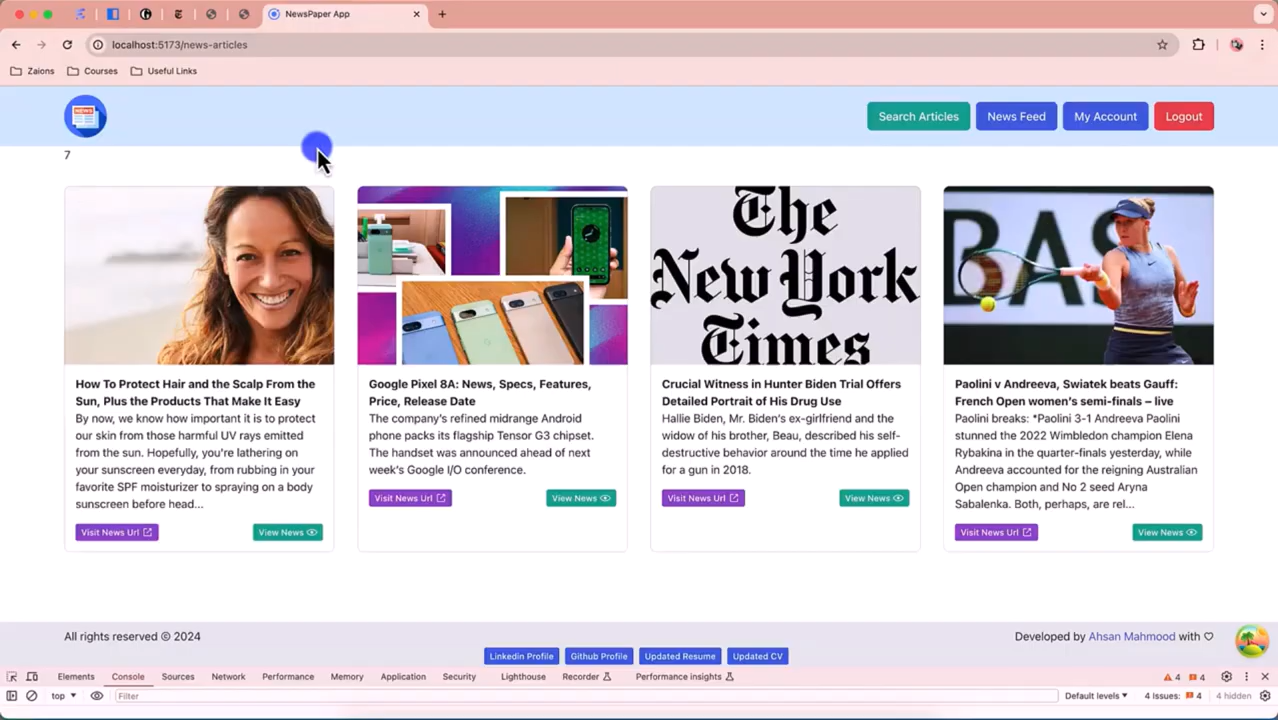 NewsPaper App
localhost:5173/news-articles
Zaions Courses Useful Links
NEWS
Search Articles News Feed My Account Logout
7
BAS
The
New York
Times
How To Protect Hair and the Scalp From the
Sun, Plus the Products That Make It Easy
By now, we know how important it is to protect
our skin from those harmful UV rays emitted
from the sun. Hopefully, you're lathering on
your sunscreen everyday, from rubbing in your
favorite SPF moisturizer to spraying on a body
sunscreen before head...
Visit News Url View News
Google Pixel 8A: News, Specs, Features,
Price, Release Date
The company's refined midrange Android
phone packs its flagship Tensor G3 chipset.
The handset was announced ahead of next
week's Google I/O conference.
Visit News Url View News
Crucial Witness in Hunter Biden Trial Offers
Detailed Portrait of His Drug Use
Hallie Biden, Mr. Biden's ex-girlfriend and the
widow of his brother, Beau, described his self-
destructive behavior around the time he applied
for a gun in 2018.
Visit News Url View News
Paolini v Andreeva, Swiatek beats Gauff:
French Open women's semi-finals – live
Paolini breaks: *Paolini 3-1 Andreeva Paolini
stunned the 2022 Wimbledon champion Elena
Rybakina in the quarter-finals yesterday, while
Andreeva accounted for the reigning Australian
Open champion and No 2 seed Aryna
Sabalenka. Both, perhaps, are rel...
Visit News Url View News
All rights reserved © 2024
Developed by Ahsan Mahmood with ♡
Linkedin Profile Github Profile Updated Resume Updated CV
Elements Console Sources Network Performance Memory Application Security Lighthouse Recorder Performance insights 4 4
top Filter Default levels 4 Issues: 4 4 hidden